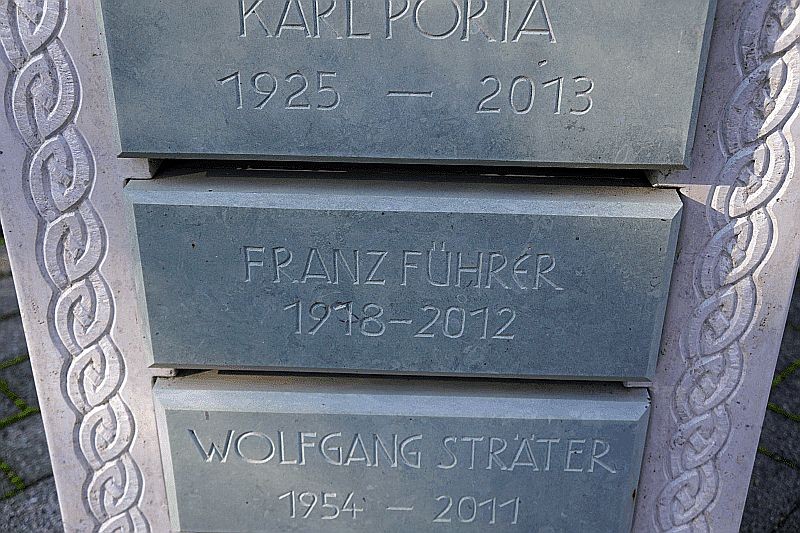 KARL PORTA
1925 – 2013
FRANZ FÜHRER
1918–2012
WOLFGANG STRÄTER
1954 – 2011